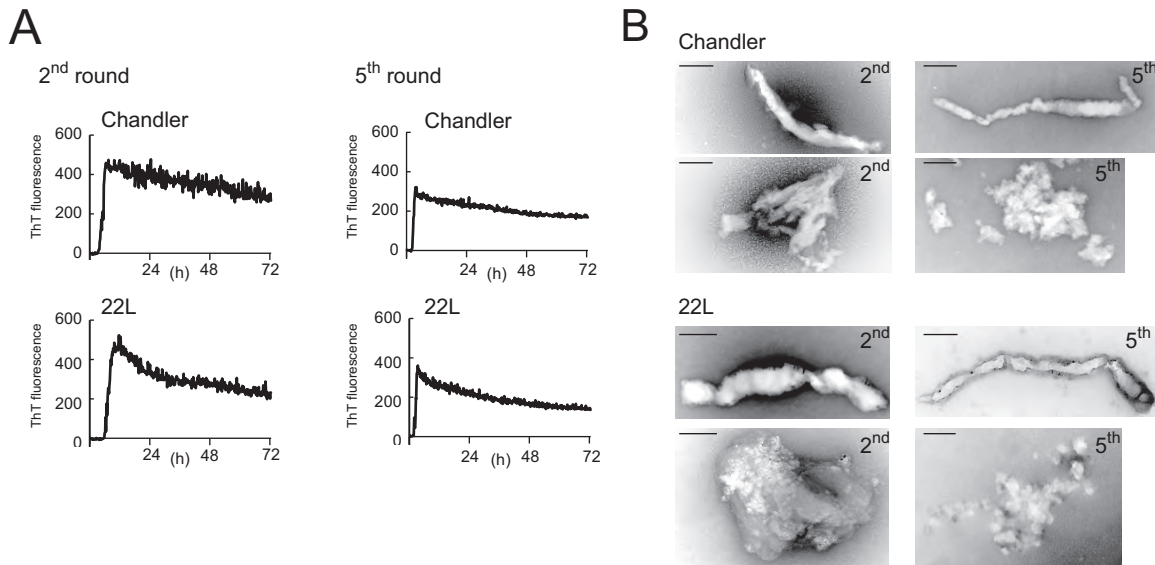 A
2nd round
5th round
Chandler
600
400
200
0
ThT fluorescence
24
(h)
48
72
Chandler
600
400
200
0
ThT fluorescence
24
(h)
48
72
22L
600
400
200
0
ThT fluorescence
24
(h)
48
72
22L
600
400
200
0
ThT fluorescence
24
(h)
48
72
B
Chandler
2nd
5th
2nd
5th
22L
2nd
5th
2nd
5th